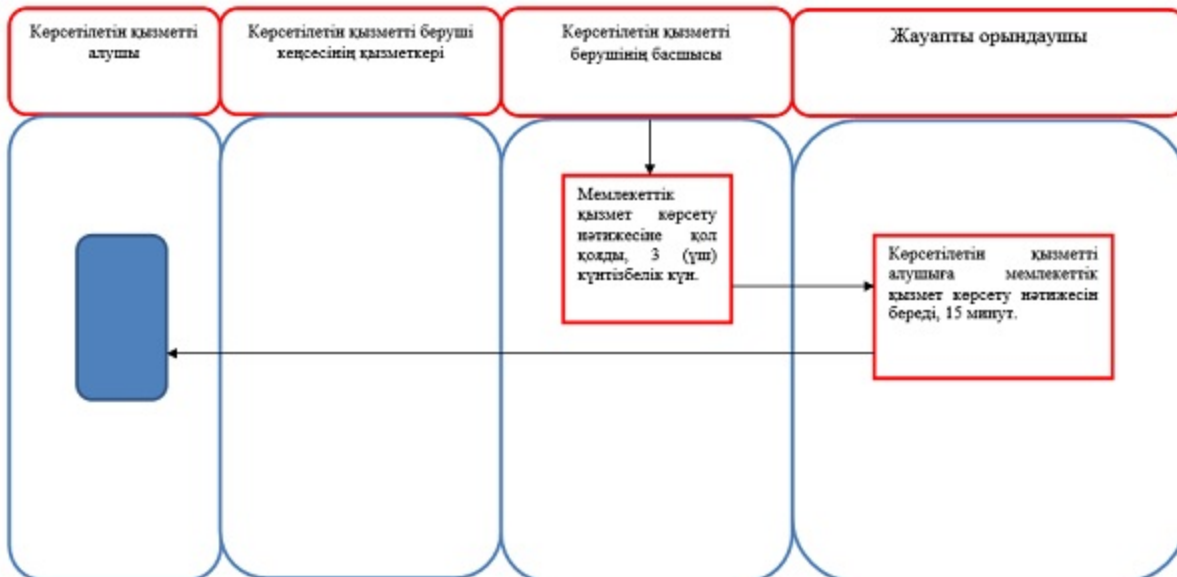 Көрсетілетін қызметті
алушы
Көрсетілетін қызметті беруші
кеңсесінің қызметкері
Көрсетілетін қызметті
берушінің басшысы
Жауапты орындаушы
Мемлекеттік
қызмет көрсету
нәтижесіне қол
қояды, 3 (үш)
күнтізбелік күн.
Көрсетілетін қызметті
алушыға мемлекеттік
қызмет көрсету нәтижесін
береді, 15 минут.